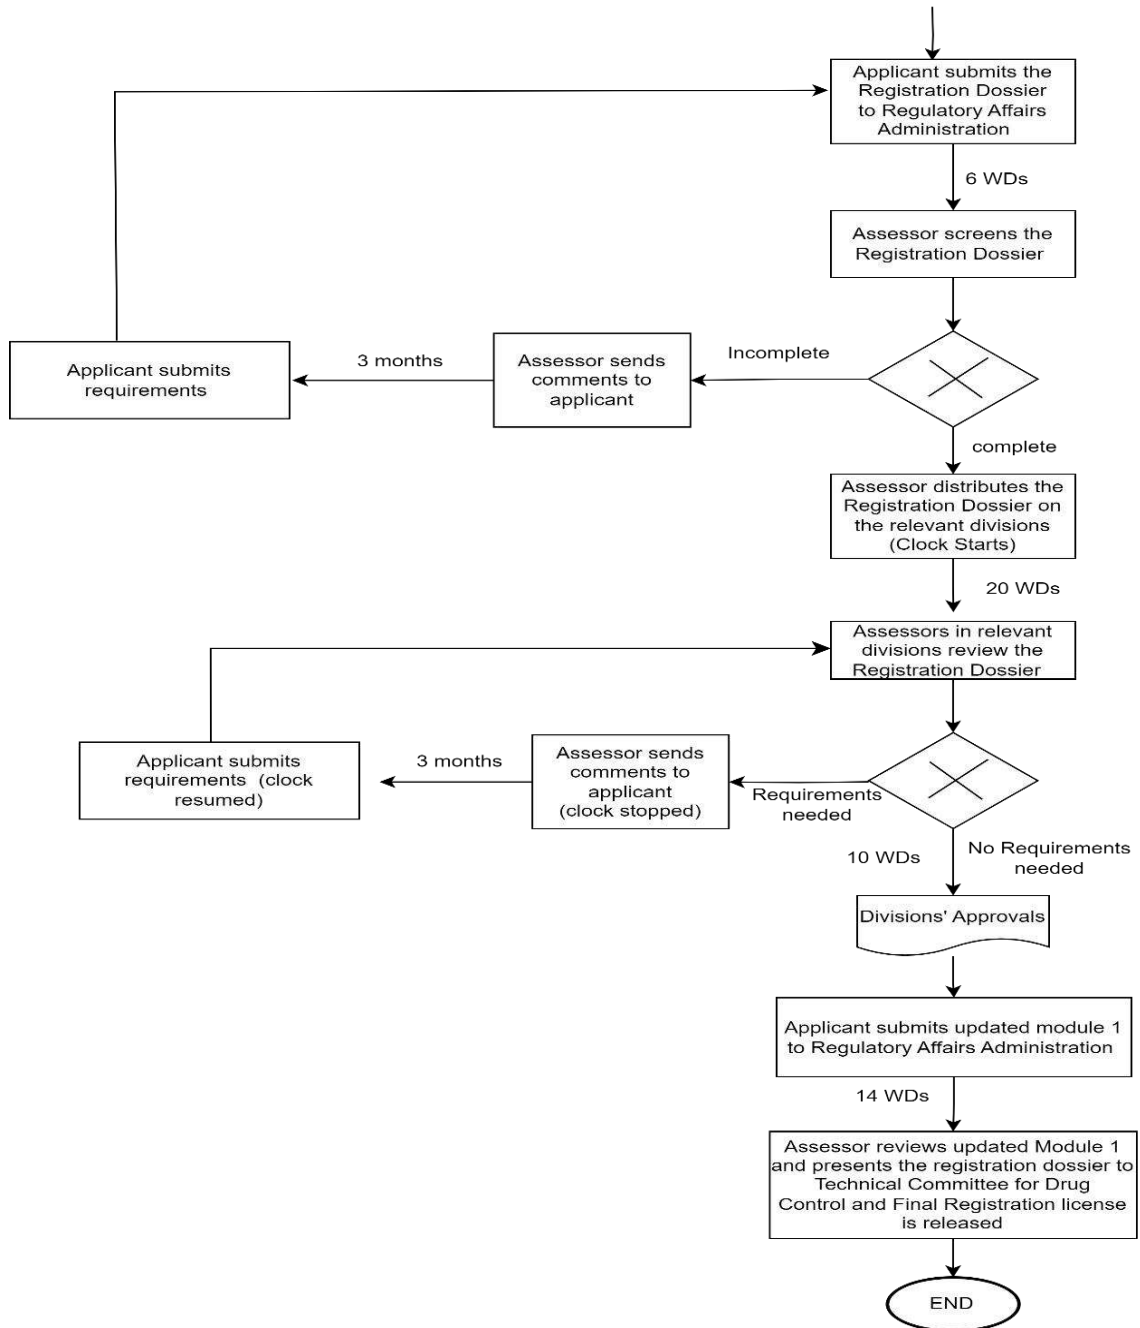 Applicant submits the
Registration Dossier
to Regulatory Affairs
Administration
6 WDs
Assessor screens the
Registration Dossier
Incomplete
3 months
Assessor sends
comments to
applicant
Applicant submits
requirements
complete
Assessor distributes the
Registration Dossier on
the relevant divisions
(Clock Starts)
20 WDs
Assessors in relevant
divisions review the
Registration Dossier
Requirements
needed
Assessor sends
comments to
applicant
(clock stopped)
3 months
Applicant submits
requirements (clock
resumed)
10 WDs
No Requirements
needed
Divisions' Approvals
Applicant submits updated module 1
to Regulatory Affairs Administration
14 WDs
Assessor reviews updated Module 1
and presents the registration dossier to
Technical Committee for Drug
Control and Final Registration license
is released
END